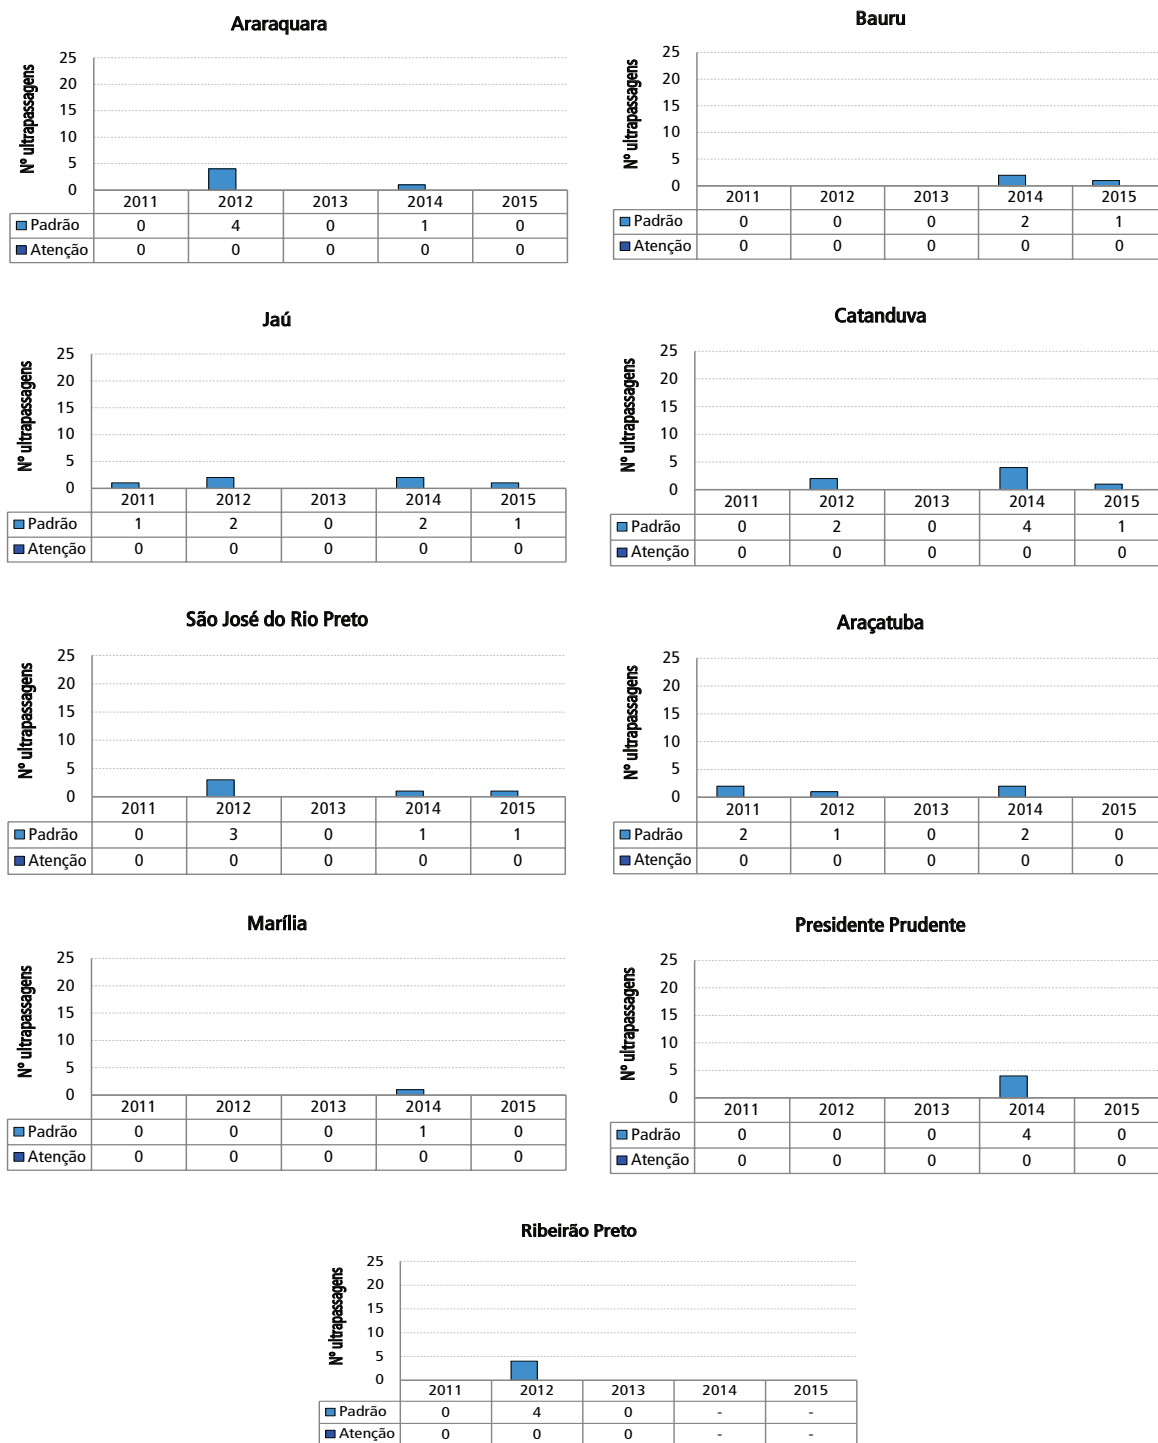 Araraquara
Nº ultrapassagens
25
20
15
10
5
0
2011 2012 2013 2014 2015
Padrão 0 4 0 1 0
Atenção 0 0 0 0 0
Bauru
Nº ultrapassagens
25
20
15
10
5
0
2011 2012 2013 2014 2015
Padrão 0 0 0 2 1
Atenção 0 0 0 0 0
Jaú
Nº ultrapassagens
25
20
15
10
5
0
2011 2012 2013 2014 2015
Padrão 1 2 0 2 1
Atenção 0 0 0 0 0
Catanduva
Nº ultrapassagens
25
20
15
10
5
0
2011 2012 2013 2014 2015
Padrão 0 2 0 4 1
Atenção 0 0 0 0 0
São José do Rio Preto
Nº ultrapassagens
25
20
15
10
5
0
2011 2012 2013 2014 2015
Padrão 0 3 0 1 1
Atenção 0 0 0 0 0
Araçatuba
Nº ultrapassagens
25
20
15
10
5
0
2011 2012 2013 2014 2015
Padrão 2 1 0 2 0
Atenção 0 0 0 0 0
Marília
Nº ultrapassagens
25
20
15
10
5
0
2011 2012 2013 2014 2015
Padrão 0 0 0 1 0
Atenção 0 0 0 0 0
Presidente Prudente
Nº ultrapassagens
25
20
15
10
5
0
2011 2012 2013 2014 2015
Padrão 0 0 0 4 0
Atenção 0 0 0 0 0
Ribeirão Preto
Nº ultrapassagens
25
20
15
10
5
0
2011 2012 2013 2014 2015
Padrão 0 4 0 - -
Atenção 0 0 0 - -